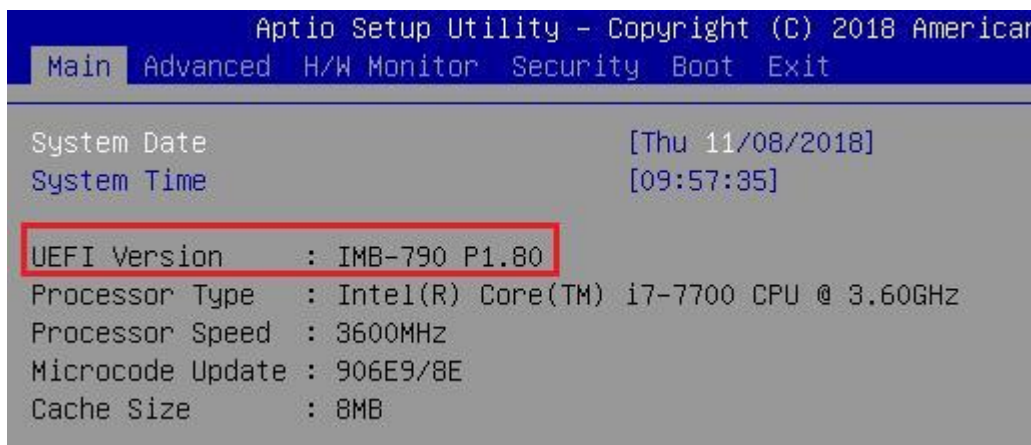 Aptio Setup Utility – Copyright (C) 2018 American
Main Advanced H/W Monitor Security Boot Exit
System Date [Thu 11/08/2018]
System Time [09:57:35]
UEFI Version : IMB-790 P1.80
Processor Type : Intel(R) Core(TM) i7-7700 CPU @ 3.60GHz
Processor Speed : 3600MHz
Microcode Update : 906E9/8E
Cache Size : 8MB